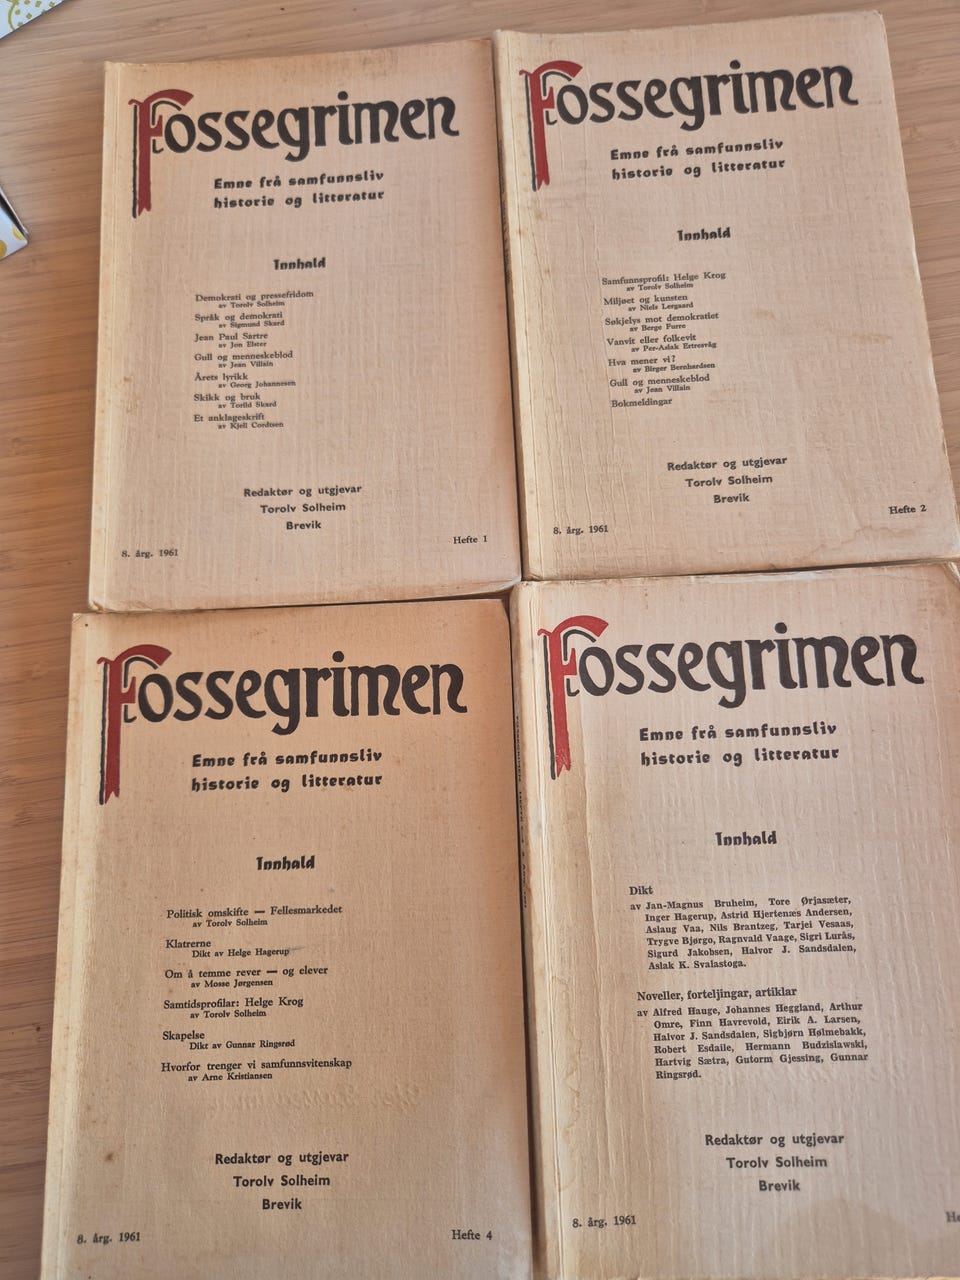 Fossegrimen
Emne frå samfunnsliv
historie og litteratur
Innhald
Demokrati og pressefridom
av Torolv Solheim
Språk og demokrati
av Sigmund Skard
Jean Paul Sartre
av Jon Elster
Gull og menneskeblod
av Jean Villain
Årets lyrikk
av Georg Johannesen
Skikk og bruk
av Torild Skard
Et anklageskrift
av Kjell Cordtsen
Redaktør og utgjevar
Torolv Solheim
Brevik
8. årg. 1961
Hefte 1
Fossegrimen
Emne frå samfunnsliv
historie og litteratur
Innhald
Samfunnsprofil: Helge Krog
av Torolv Solheim
Miljøet og kunsten
av Niels Lergaard
Søkjelys mot demokratiet
av Berge Furre
Vanvit eller folkevit
av Per-Aslak Ertresvåg
Hva mener vi?
av Birger Bernhardsen
Gull og menneskeblod
av Jean Villain
Bokmeldingar
Redaktør og utgjevar
Torolv Solheim
Brevik
8. årg. 1961
Hefte 2
Fossegrimen
Emne frå samfunnsliv
historie og litteratur
Innhald
Politisk omskifte — Fellesmarkedet
av Torolv Solheim
Klatrerne
Dikt av Helge Hagerup
Om å temme rever — og elever
av Mosse Jørgensen
Samtidsprofilar: Helge Krog
av Torolv Solheim
Skapelse
Dikt av Gunnar Ringsrød
Hvorfor trenger vi samfunnsvitenskap
av Arne Kristiansen
Redaktør og utgjevar
Torolv Solheim
Brevik
8. årg. 1961
Hefte 4
Fossegrimen
Emne frå samfunnsliv
historie og litteratur
Innhald
Dikt
av Jan-Magnus Bruheim, Tore Ørjasæter,
Inger Hagerup, Astrid Hjertenæs Andersen,
Aslaug Vaa, Nils Brantzeg, Tarjei Vesaas,
Trygve Bjørgo, Ragnvald Vaage, Sigri Lurås,
Sigurd Jakobsen, Halvor J. Sandsdalen,
Aslak K. Svalastoga.
Noveller, forteljingar, artiklar
av Alfred Hauge, Johannes Heggland, Arthur
Omre, Finn Havrevold, Eirik A. Larsen,
Halvor J. Sandsdalen, Sigbjørn Hølmebakk,
Robert Esdaile, Hermann Budzislawski,
Hartvig Sætra, Gutorm Gjessing, Gunnar
Ringsrød.
Redaktør og utgjevar
Torolv Solheim
Brevik
8. årg. 1961
He